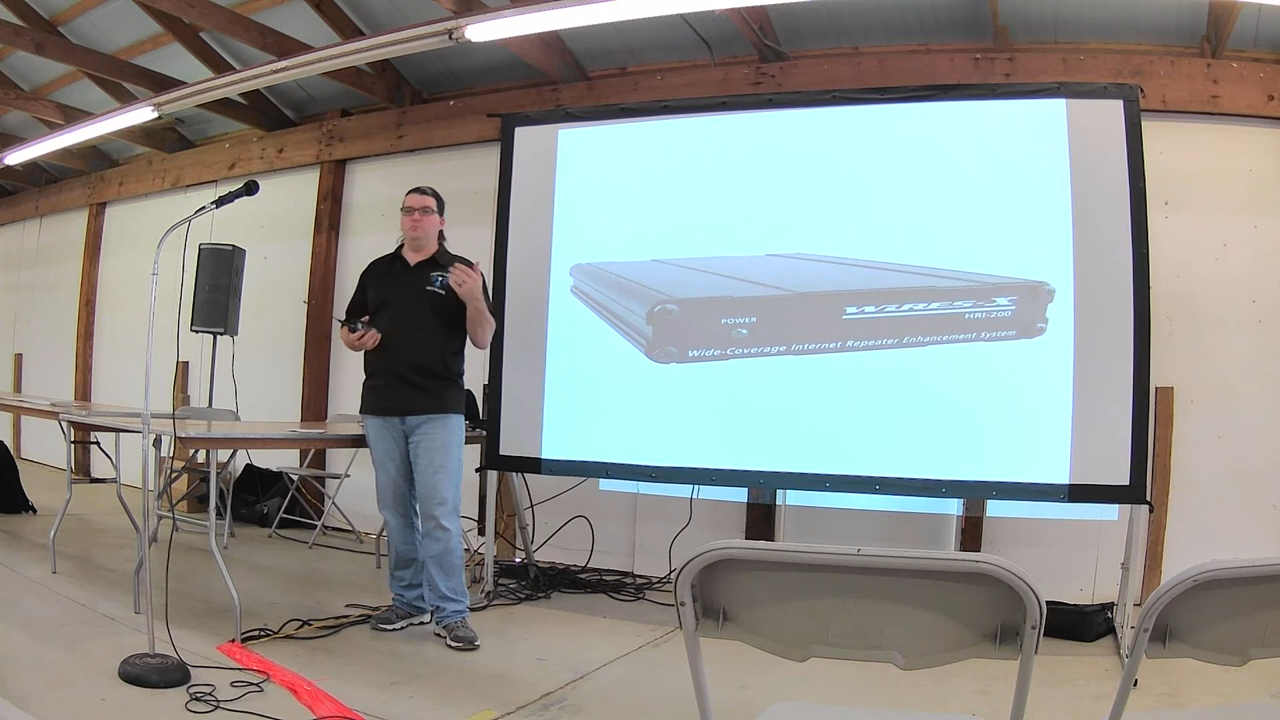 WIRES-X
HRI-200
POWER
Wide-Coverage Internet Repeater Enhancement System